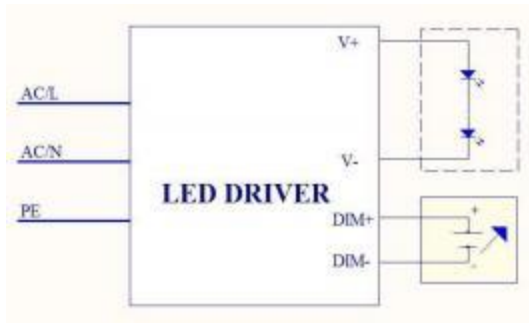 V+
AC/L
AC/N
V-
LED DRIVER
PE
DIM+
+
DIM-
-